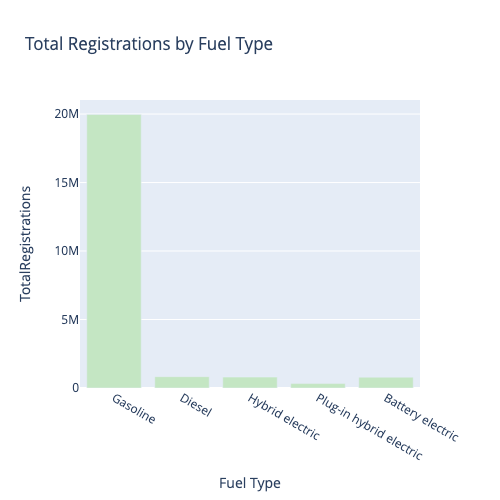 Total Registrations by Fuel Type
TotalRegistrations
20M
15M
10M
5M
0
Gasoline
Diesel
Hybrid electric
Plug-in hybrid electric
Battery electric
Fuel Type